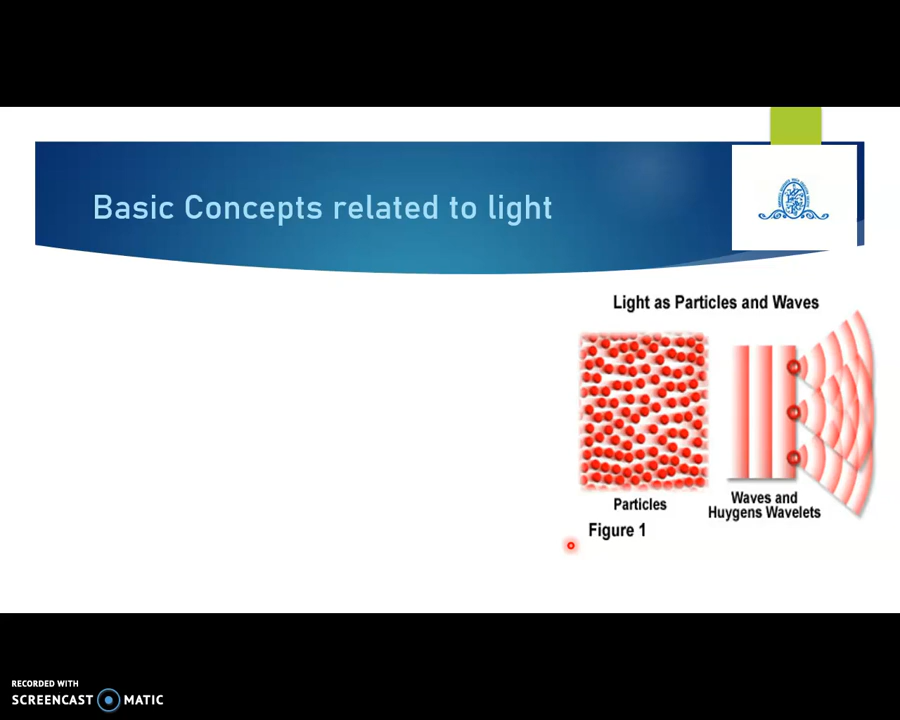 Basic Concepts related to light
Light as Particles and Waves
Particles
Waves and
Huygens Wavelets
Figure 1
RECORDED WITH
SCREENCAST MATIC